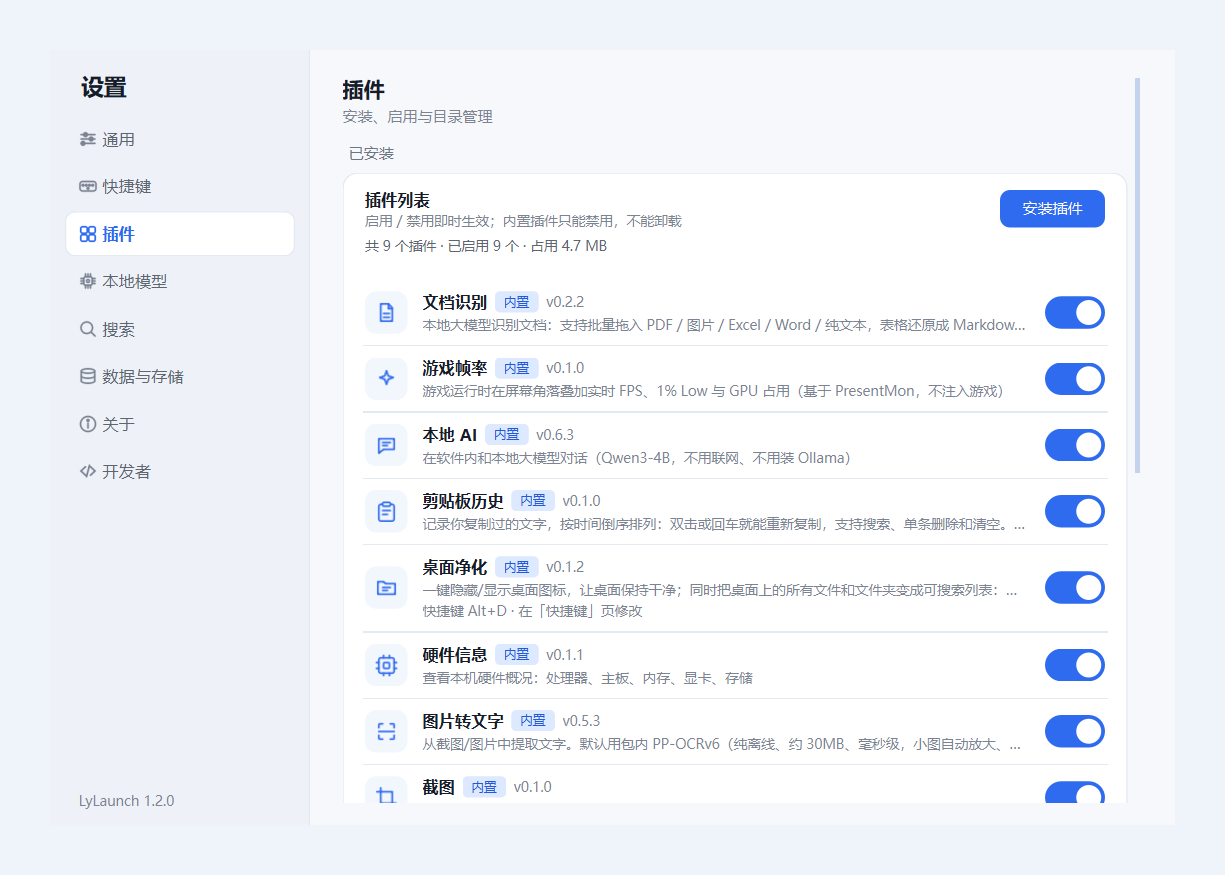 设置
通用
快捷键
插件
本地模型
搜索
数据与存储
关于
开发者
LyLaunch 1.2.0
插件
安装、启用与目录管理
已安装
插件列表
启用 / 禁用即时生效；内置插件只能禁用，不能卸载
共 9 个插件 · 已启用 9 个 · 占用 4.7 MB
安装插件
文档识别 内置 v0.2.2
本地大模型识别文档：支持批量拖入 PDF / 图片 / Excel / Word / 纯文本，表格还原成 Markdow...
游戏帧率 内置 v0.1.0
游戏运行时在屏幕角落叠加实时 FPS、1% Low 与 GPU 占用（基于 PresentMon，不注入游戏）
本地 AI 内置 v0.6.3
在软件内和本地大模型对话（Qwen3-4B，不用联网、不用装 Ollama）
剪贴板历史 内置 v0.1.0
记录你复制过的文字，按时间倒序排列：双击或回车就能重新复制，支持搜索、单条删除和清空。...
桌面净化 内置 v0.1.2
一键隐藏/显示桌面图标，让桌面保持干净；同时把桌面上的所有文件和文件夹变成可搜索列表：...
快捷键 Alt+D · 在「快捷键」页修改
硬件信息 内置 v0.1.1
查看本机硬件概况：处理器、主板、内存、显卡、存储
图片转文字 内置 v0.5.3
从截图/图片中提取文字。默认用包内 PP-OCRv6（纯离线、约 30MB、毫秒级，小图自动放大、...
截图 内置 v0.1.0